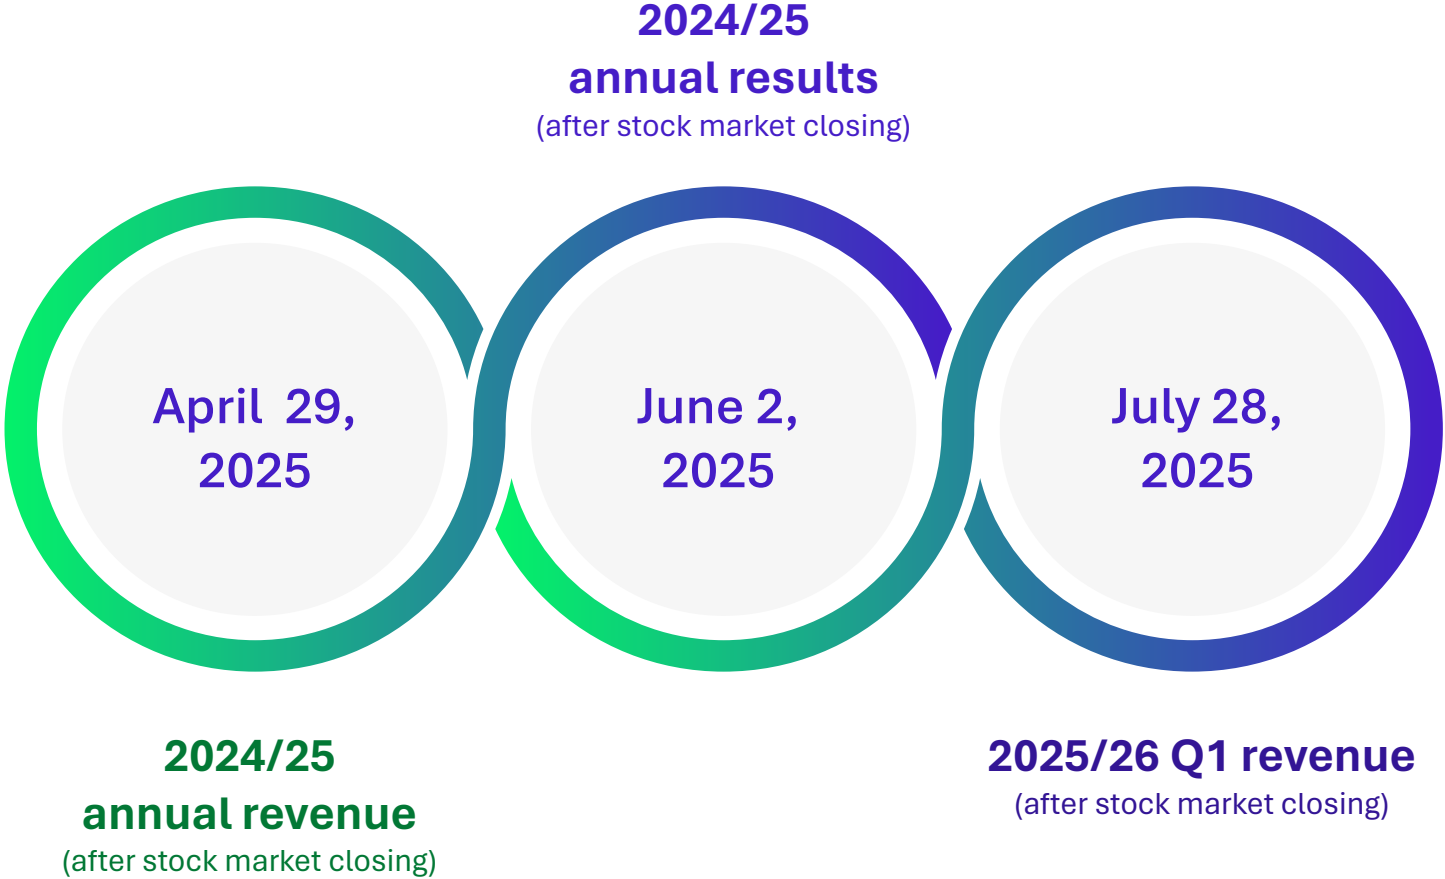 2024/25
annual results
(after stock market closing)
April 29,
2025
June 2,
2025
July 28,
2025
2024/25
annual revenue
(after stock market closing)
2025/26 Q1 revenue
(after stock market closing)